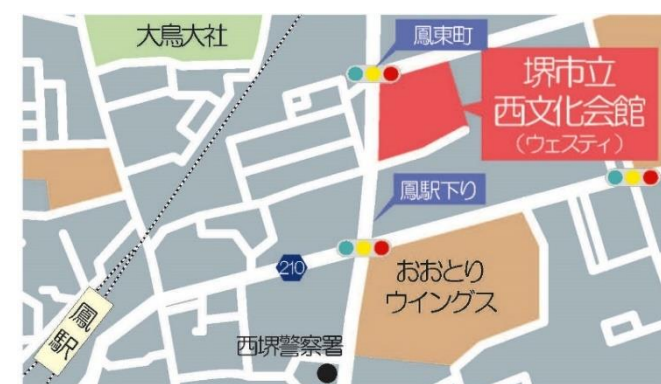 大鳥大社
鳳東町
堺市立
西文化会館
(ウェスティ)
鳳駅下り
210
おおとり
ウイングス
鳳駅
西堺警察署